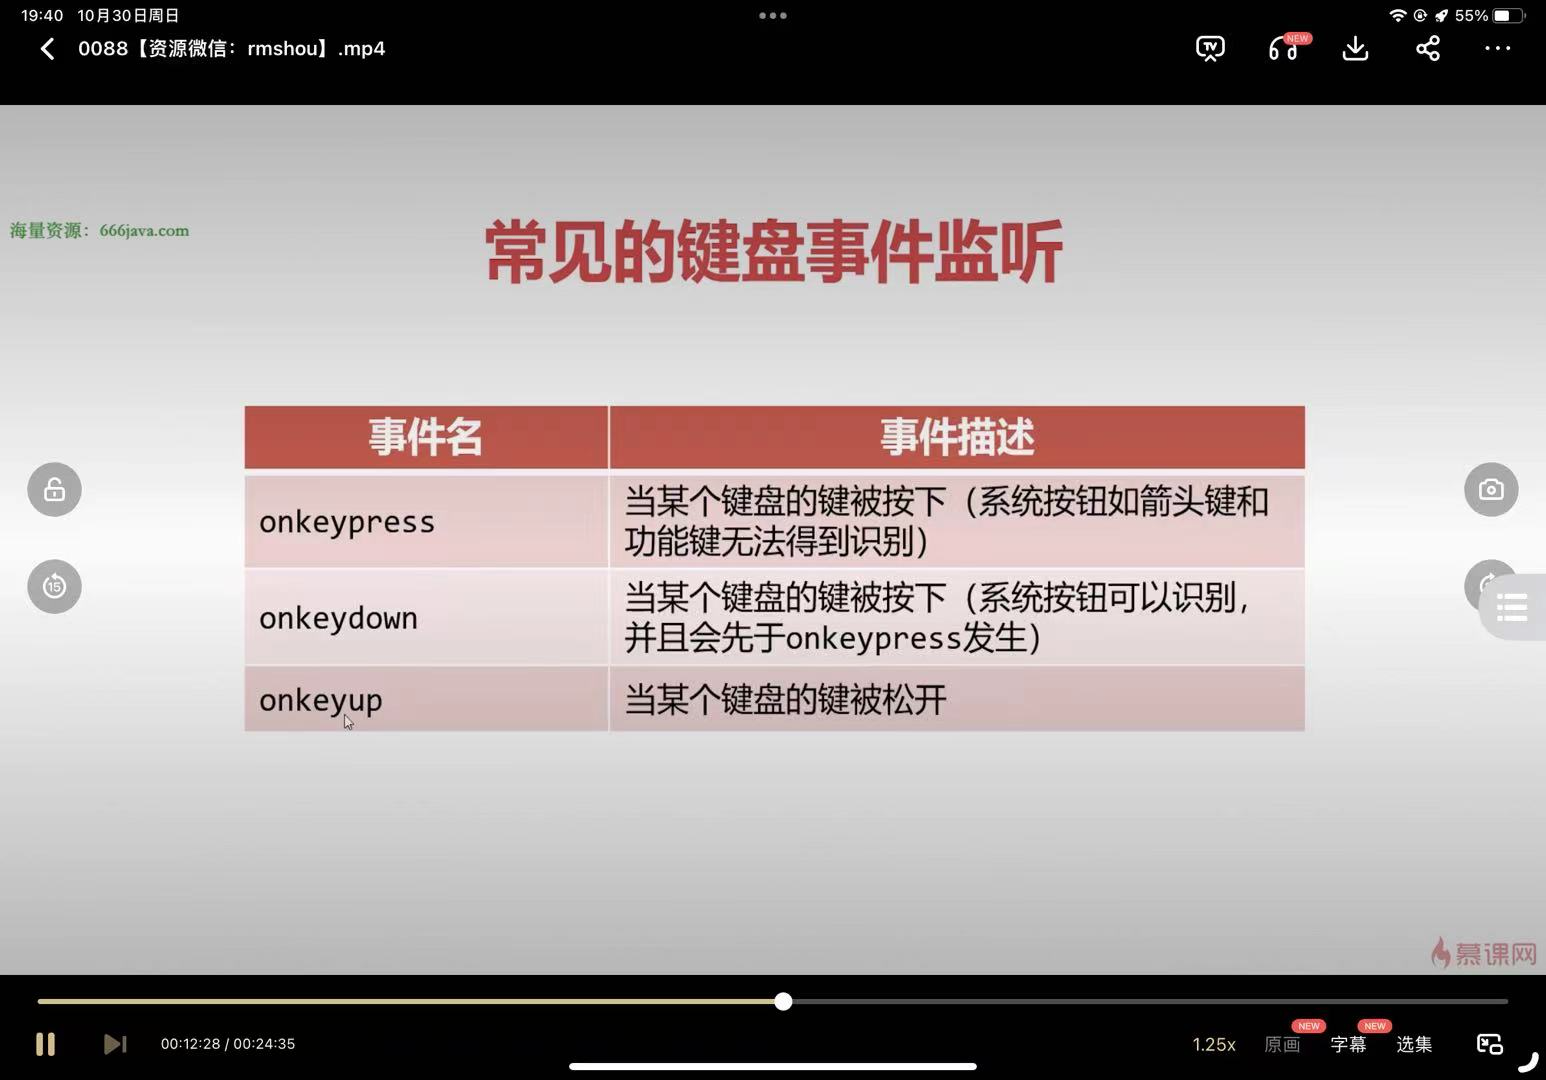 19:40 10月30日周日
55%
0088【资源微信：rmshou】.mp4
NEW
海量资源：666java.com
常见的键盘事件监听
事件名 事件描述
onkeypress 当某个键盘的键被按下（系统按钮如箭头键和
功能键无法得到识别）
onkeydown 当某个键盘的键被按下（系统按钮可以识别，
并且会先于onkeypress发生）
onkeyup 当某个键盘的键被松开
15
慕课网
00:12:28 / 00:24:35
1.25x 原画 NEW 字幕 NEW 选集